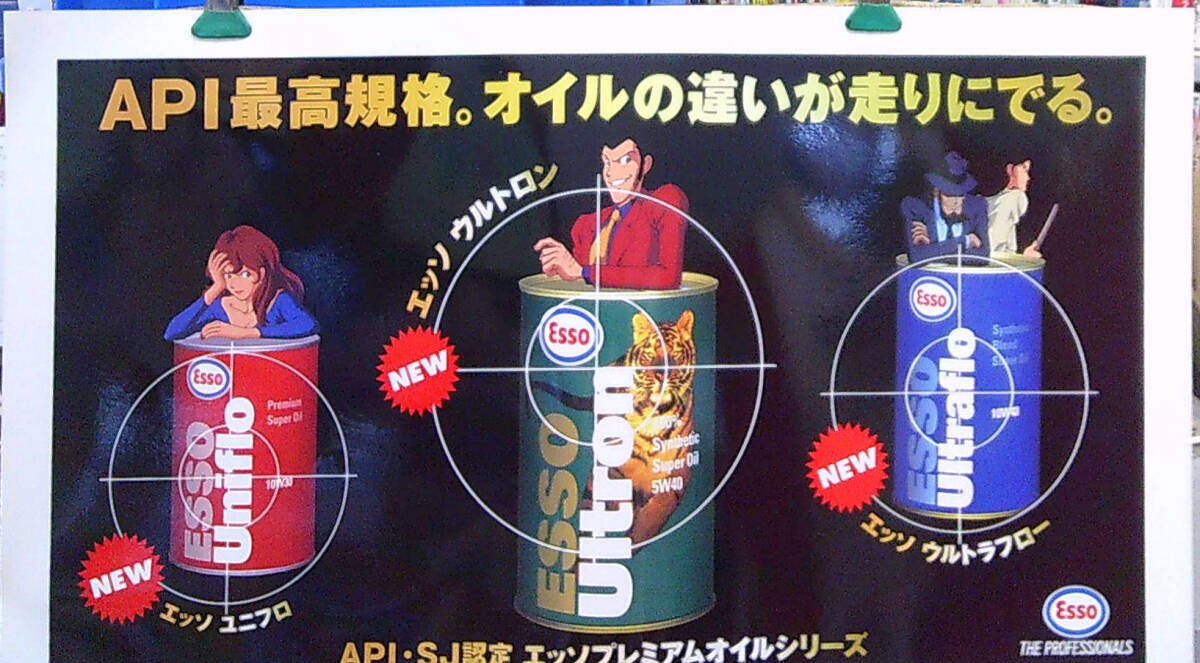 API最高規格。オイルの違いが走りにでる。
エッソ ウルトロン
NEW
Esso
ESSO
Ultron
100%
Synthetic
Super Oil
5W40
Esso
Premium
Super Oil
ESSO
Uniflo
10W30
NEW
エッソ ユニフロ
Esso
Synthetic
Blend
Super Oil
ESSO
Ultraflo
10W40
NEW
エッソ ウルトラフロー
API・SJ認定 エッソプレミアムオイルシリーズ
Esso
THE PROFESSIONALS